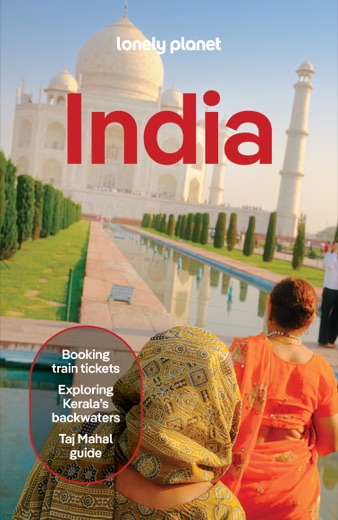 lonely planet
India
Booking
train tickets
Exploring
Kerala's
backwaters
Taj Mahal
guide